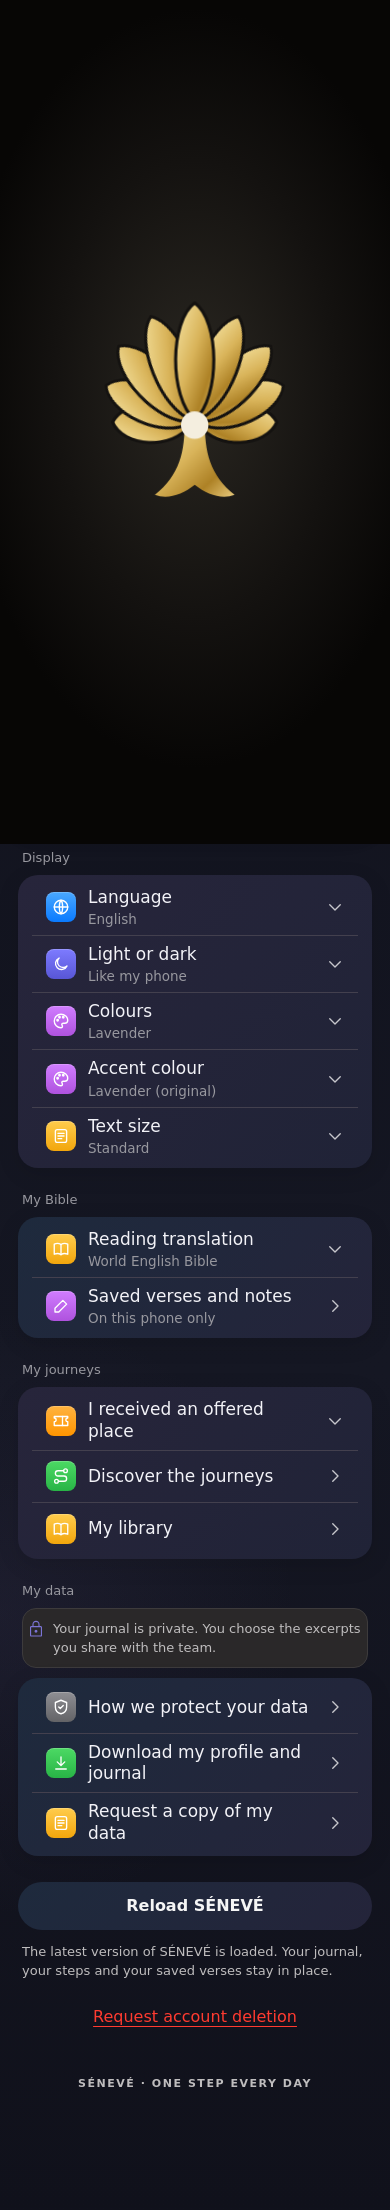 Display
Language
English
Light or dark
Like my phone
Colours
Lavender
Accent colour
Lavender (original)
Text size
Standard
My Bible
Reading translation
World English Bible
Saved verses and notes
On this phone only
My journeys
I received an offered
place
Discover the journeys
My library
My data
Your journal is private. You choose the excerpts
you share with the team.
How we protect your data
Download my profile and
journal
Request a copy of my
data
Reload SÉNEVÉ
The latest version of SÉNEVÉ is loaded. Your journal,
your steps and your saved verses stay in place.
Request account deletion
SÉNEVÉ · ONE STEP EVERY DAY